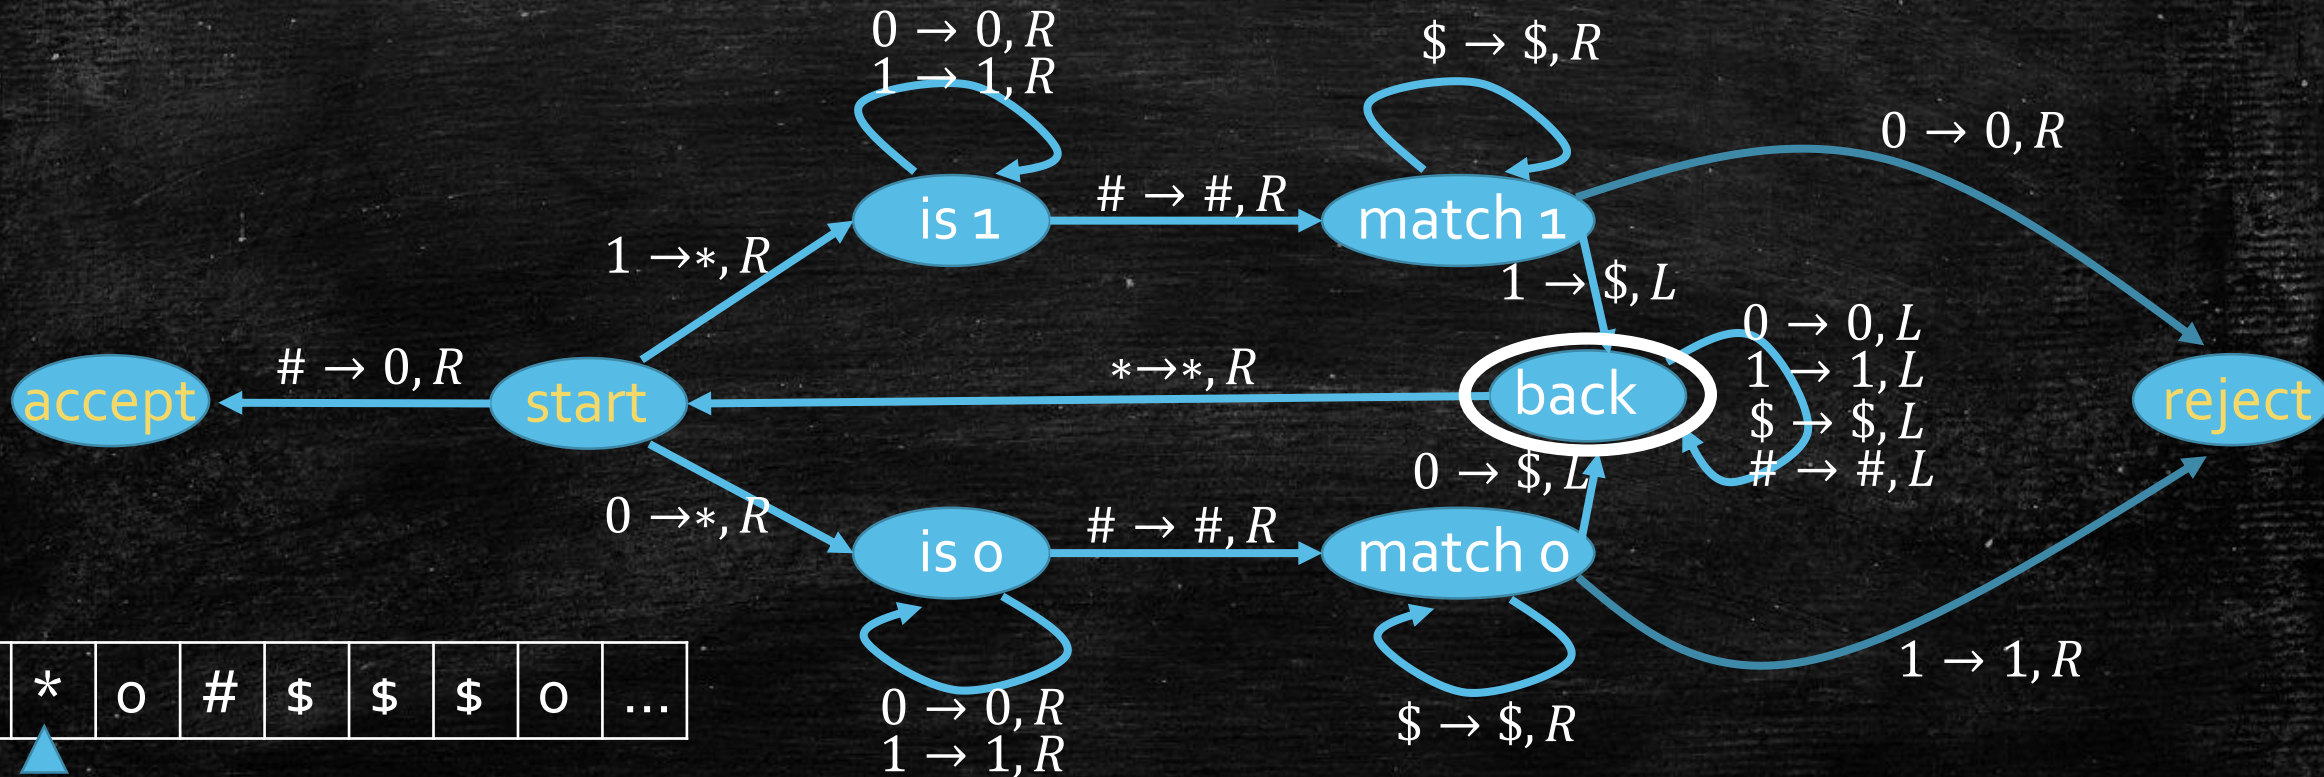 0 → 0, R
1 → 1, R
$ → $, R
0 → 0, R
is 1
# → #, R
match 1
1 →∗, R
1 → $, L
0 → 0, L
1 → 1, L
$ → $, L
# → #, L
accept
# → 0, R
start
∗→∗, R
back
reject
0 → $, L
0 →∗, R
is 0
# → #, R
match 0
0 → 0, R
1 → 1, R
$ → $, R
1 → 1, R
* 0 # $ $ $ 0 ...